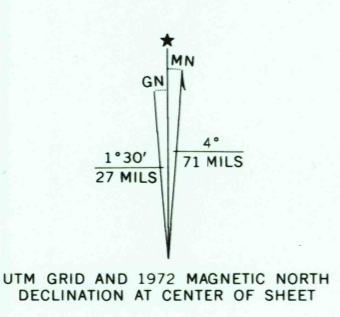 ★
MN
GN
1°30′
27 MILS
4°
71 MILS
UTM GRID AND 1972 MAGNETIC NORTH
DECLINATION AT CENTER OF SHEET